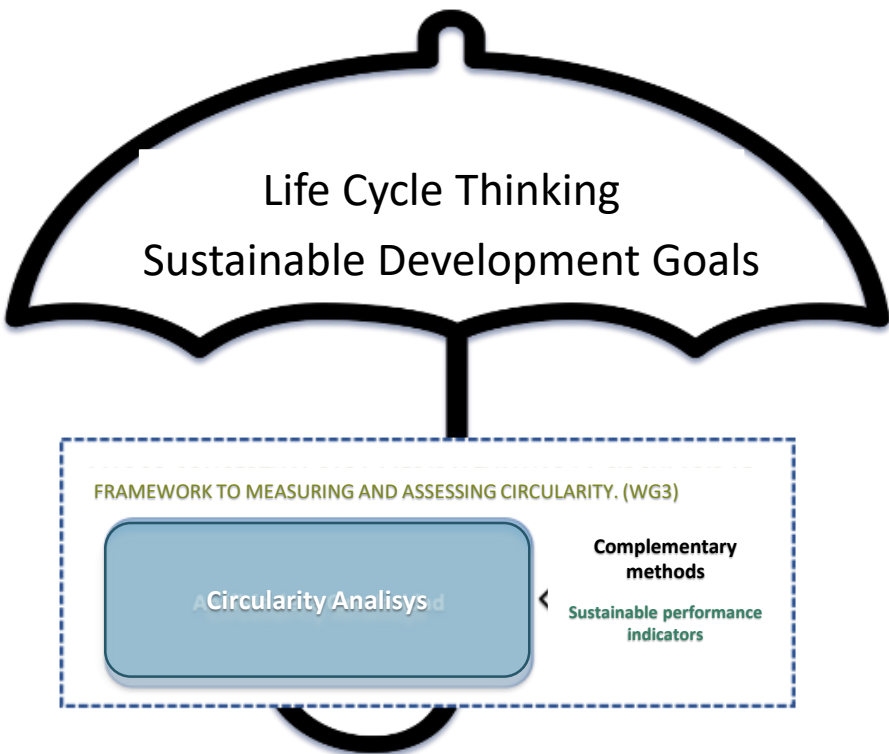 Life Cycle Thinking
Sustainable Development Goals
FRAMEWORK TO MEASURING AND ASSESSING CIRCULARITY. (WG3)
Circularity Analisys
Complementary
methods
Sustainable performance
indicators